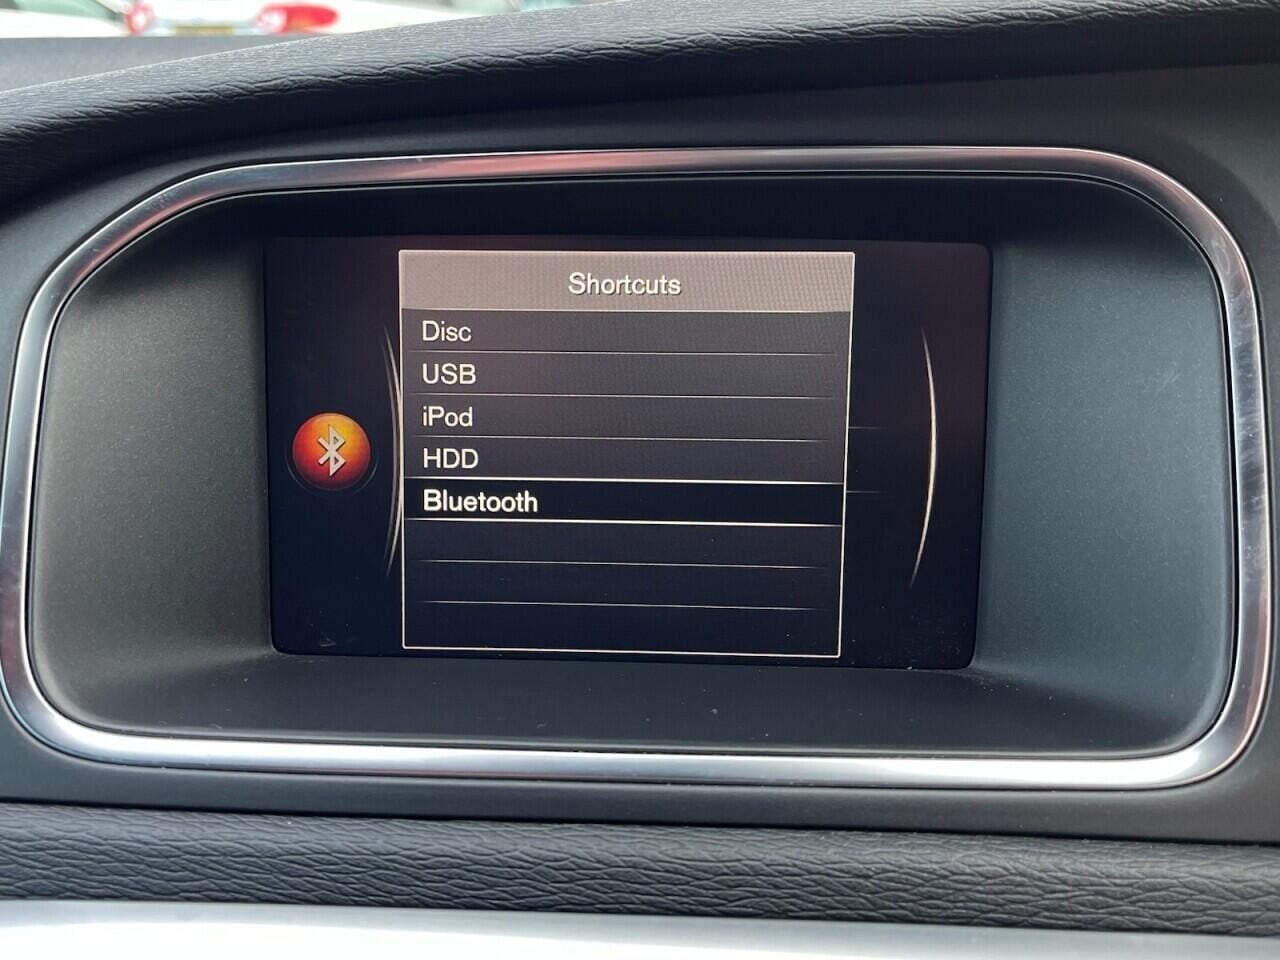 Shortcuts
Disc
USB
iPod
HDD
Bluetooth